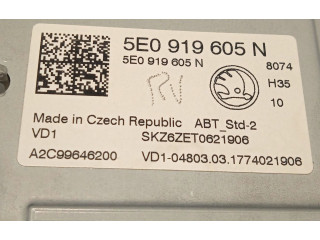 5E0 919 605 N
5E0 919 605 N 8074
H35
10
Made in Czech Republic ABT_Std-2
VD1 SKZ6ZET0621906
A2C99646200 VD1-04803.03.1774021906